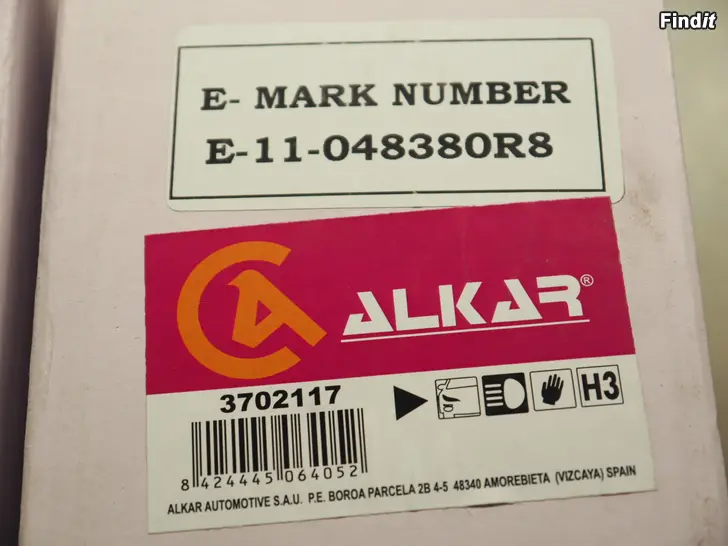 Findit
E- MARK NUMBER
E-11-048380R8
ALKAR®
3702117
H3
8 424445 064052
ALKAR AUTOMOTIVE S.A.U. P.E. BOROA PARCELA 2B 4-5 48340 AMOREBIETA (VIZCAYA) SPAIN